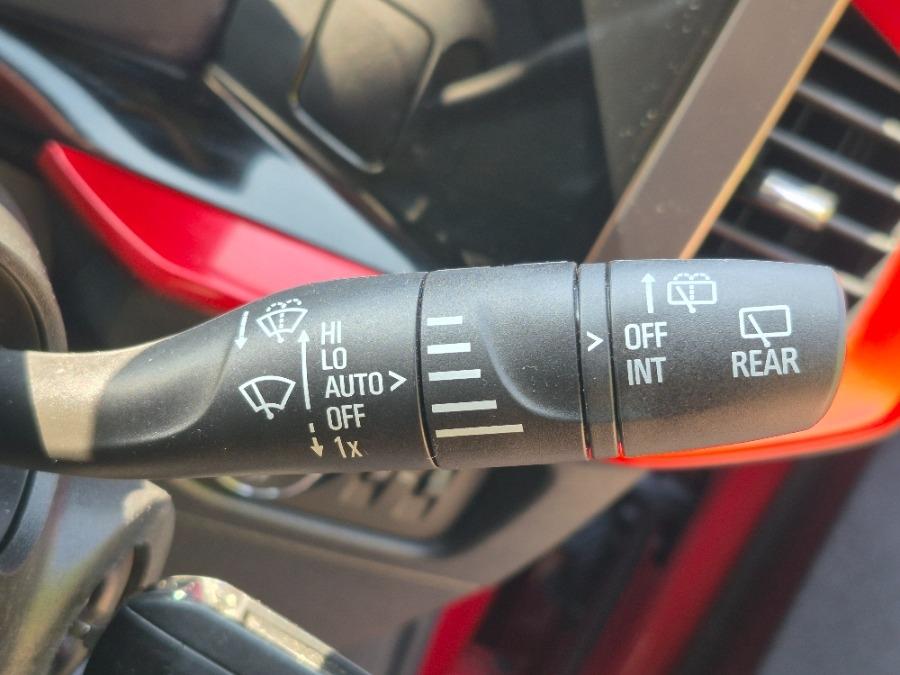 HI
LO
AUTO >
OFF
1x
>
OFF
INT
REAR